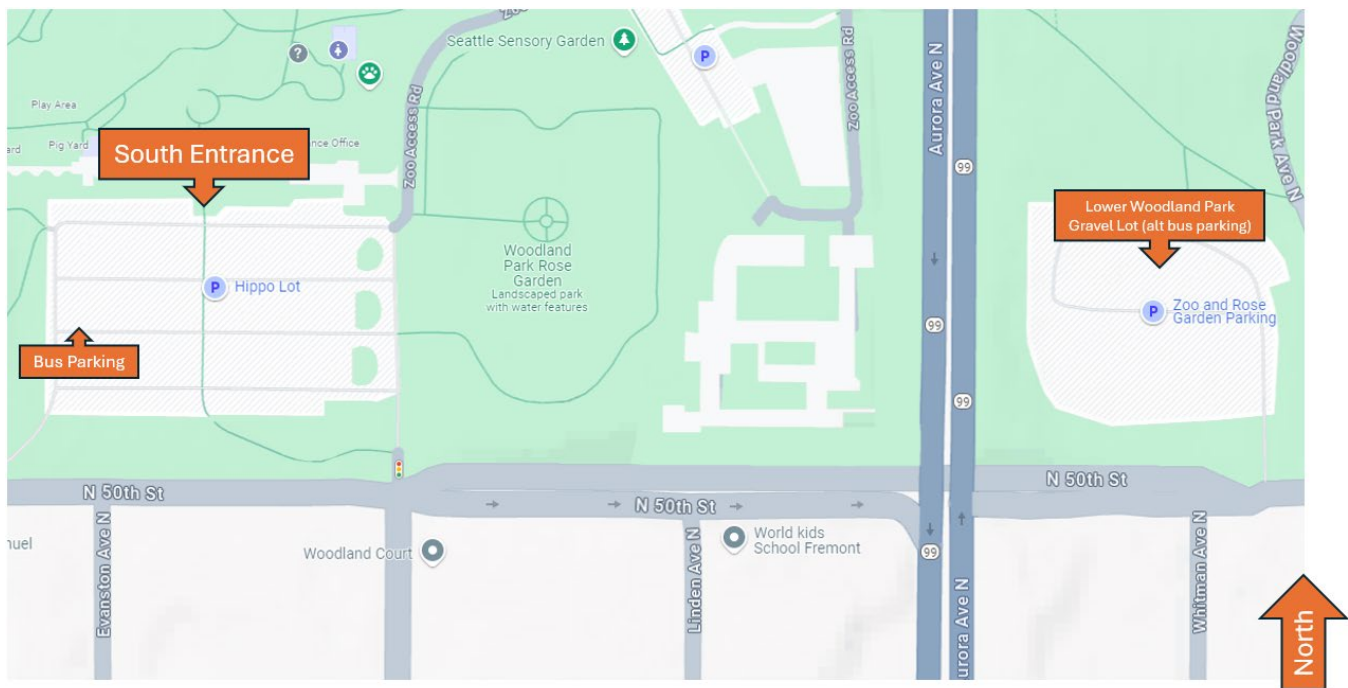 Seattle Sensory Garden
P
?
Play Area
Pig Yard
South Entrance
nce Office
Zoo Access Rd
Zoo Access Rd
Aurora Ave N
99
Woodland Park Ave N
Lower Woodland Park
Gravel Lot (alt bus parking)
P
Hippo Lot
Woodland
Park Rose
Garden
Landscaped park
with water features
99
P
Zoo and Rose
Garden Parking
Bus Parking
99
N 50th St
N 50th St
N 50th St
Evanston Ave N
Woodland Court
Linden Ave N
World kids
School Fremont
99
urora Ave N
Whitman Ave N
North